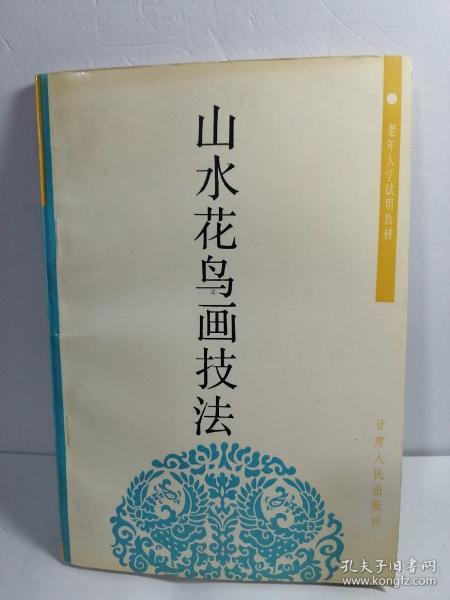 老年大学试用教材
山水花鸟画技法
甘肃人民出版社
孔夫子旧书网
www.kongfz.com